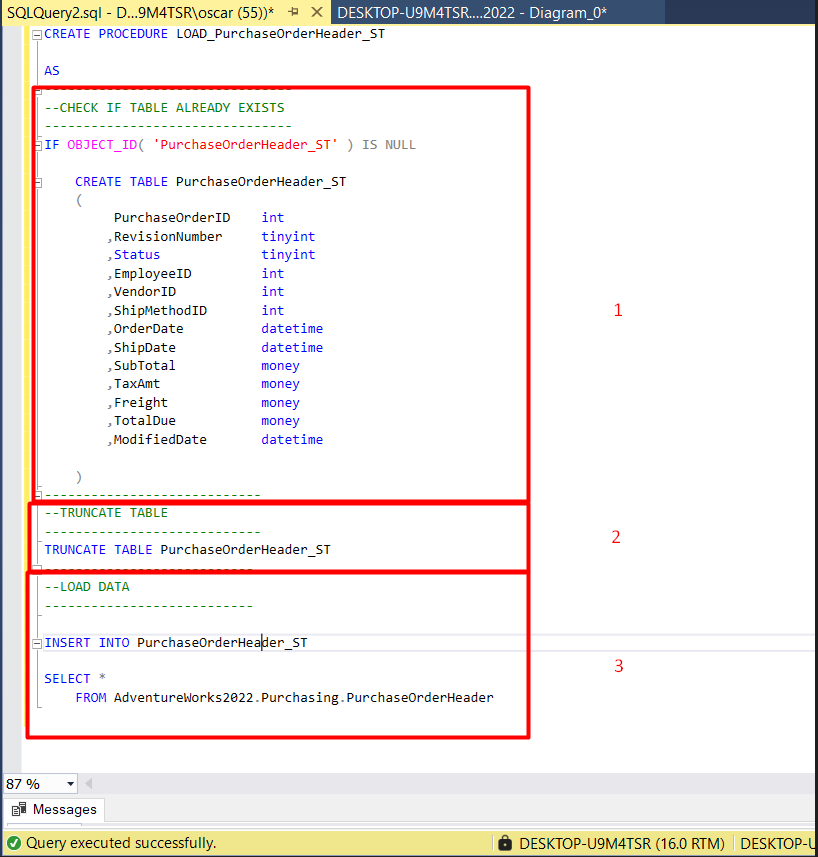 SQLQuery2.sql - D...9M4TSR\oscar (55))* DESKTOP-U9M4TSR....2022 - Diagram_0*
CREATE PROCEDURE LOAD_PurchaseOrderHeader_ST
AS
--------------------------------
--CHECK IF TABLE ALREADY EXISTS
--------------------------------
IF OBJECT_ID( 'PurchaseOrderHeader_ST' ) IS NULL
CREATE TABLE PurchaseOrderHeader_ST
(
PurchaseOrderID int
,RevisionNumber tinyint
,Status tinyint
,EmployeeID int
,VendorID int
,ShipMethodID int
,OrderDate datetime
,ShipDate datetime
,SubTotal money
,TaxAmt money
,Freight money
,TotalDue money
,ModifiedDate datetime
)
1
----------------------------
--TRUNCATE TABLE
----------------------------
TRUNCATE TABLE PurchaseOrderHeader_ST
2
---------------------------
--LOAD DATA
---------------------------
INSERT INTO PurchaseOrderHeader_ST
SELECT *
FROM AdventureWorks2022.Purchasing.PurchaseOrderHeader
3
87 %
Messages
Query executed successfully. DESKTOP-U9M4TSR (16.0 RTM) DESKTOP-U